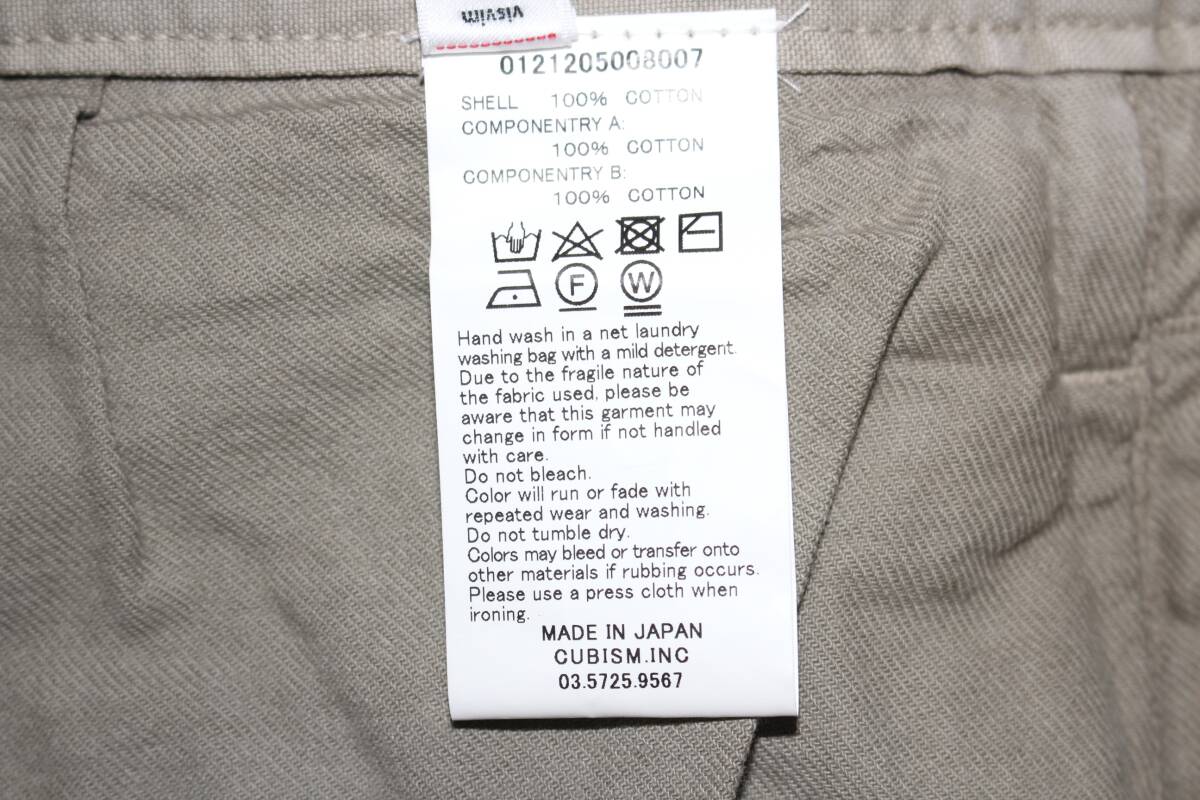 visvim
0121205008007
SHELL 100% COTTON
COMPONENTRY A:
100% COTTON
COMPONENTRY B:
100% COTTON
F W
Hand wash in a net laundry
washing bag with a mild detergent.
Due to the fragile nature of
the fabric used, please be
aware that this garment may
change in form if not handled
with care.
Do not bleach.
Color will run or fade with
repeated wear and washing.
Do not tumble dry.
Colors may bleed or transfer onto
other materials if rubbing occurs.
Please use a press cloth when
ironing.
MADE IN JAPAN
CUBISM.INC
03.5725.9567